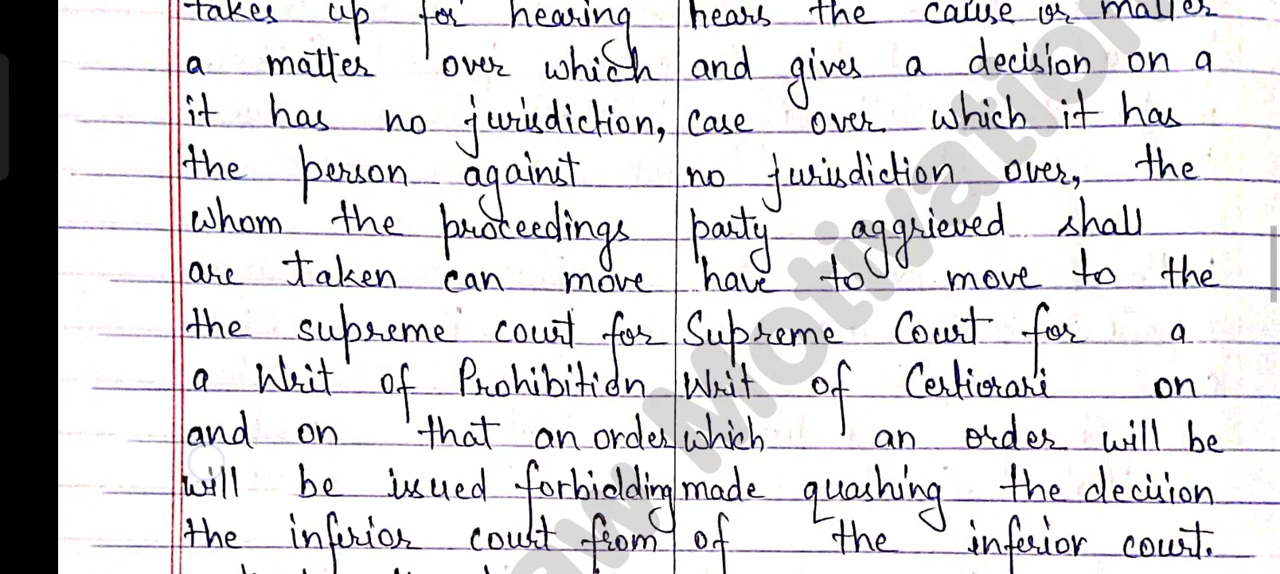 takes up for hearing
a matter over which
it has no jurisdiction,
the person against
whom the proceedings
are taken can move
the supreme court for
a Writ of Prohibition
and on that an order
will be issued forbidding
the inferior court from
hears the cause or matter
and gives a decision on a
case over which it has
no jurisdiction over, the
party aggrieved shall
have to move to the
Supreme Court for a
Writ of Certiorari on
which an order will be
made quashing the decision
of the inferior court.
Law Motivation